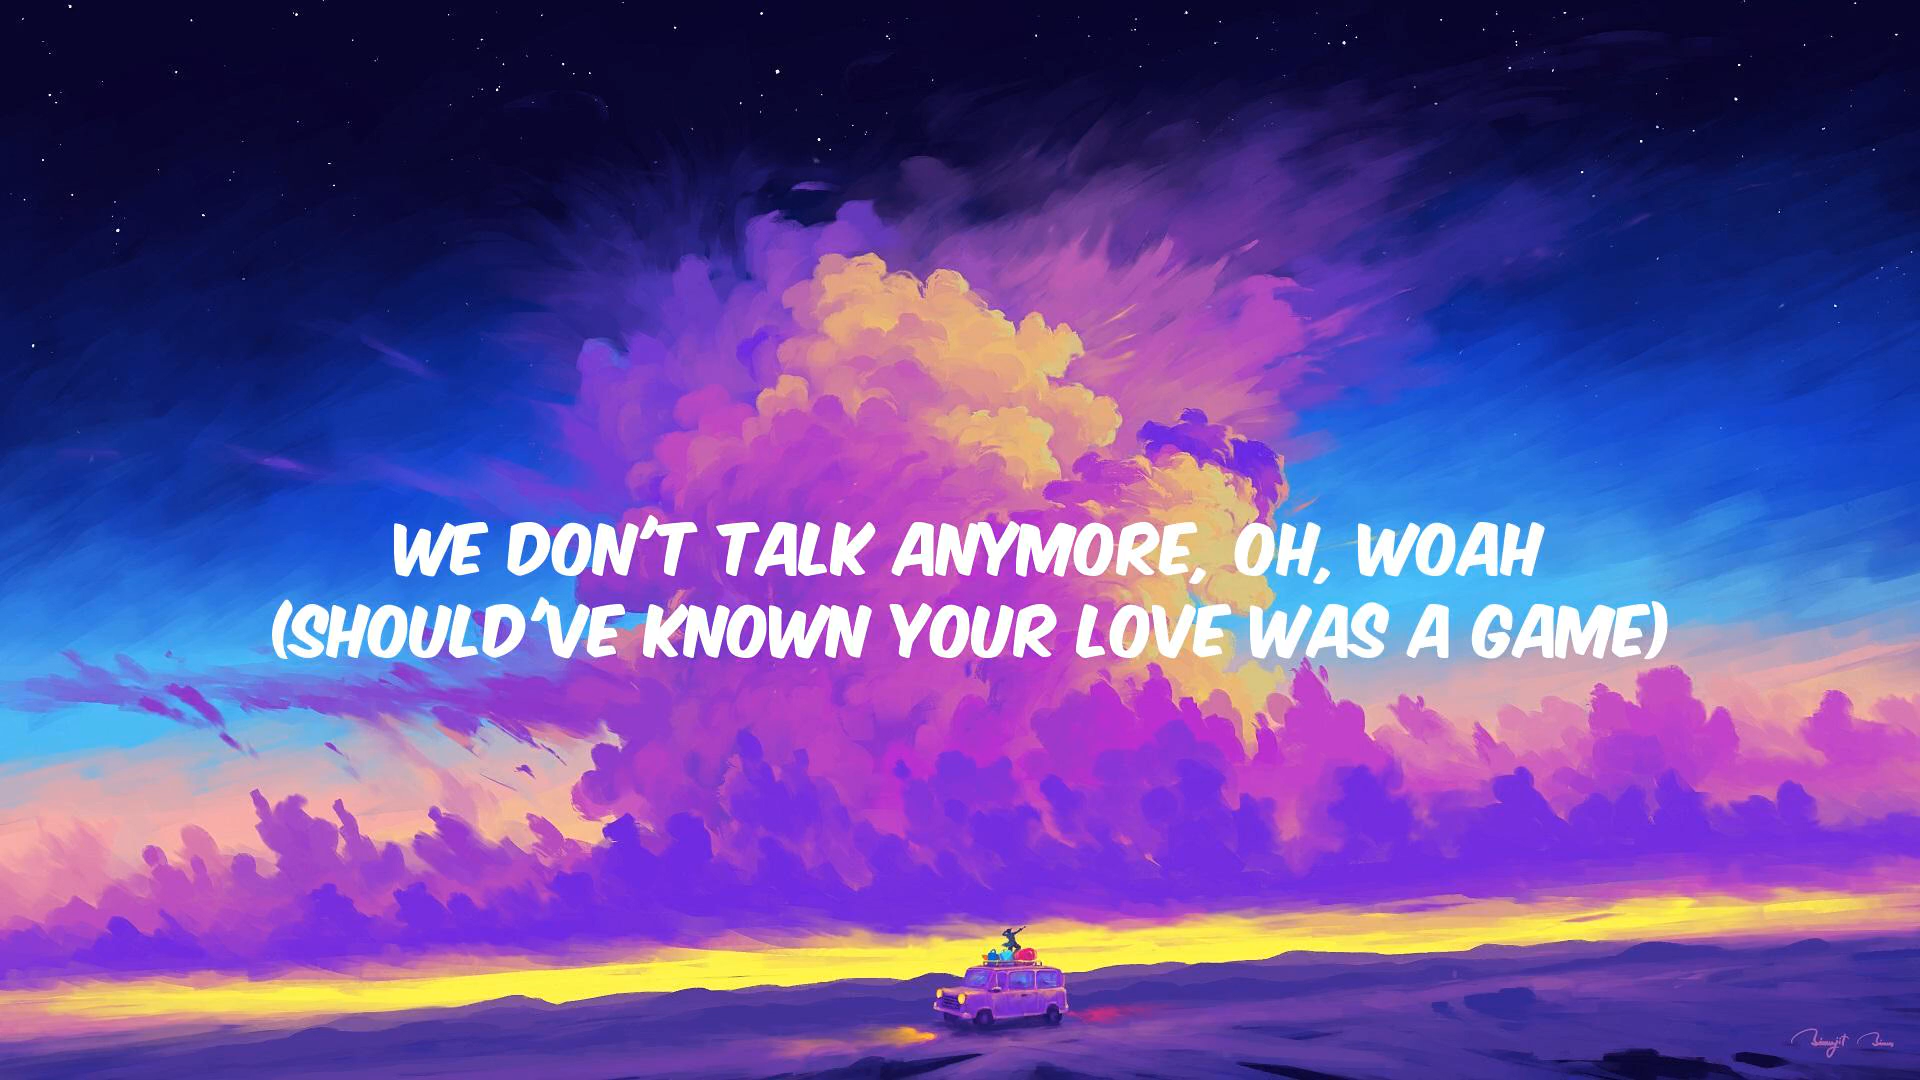 WE DON'T TALK ANYMORE, OH, WOAH
(SHOULD'VE KNOWN YOUR LOVE WAS A GAME)